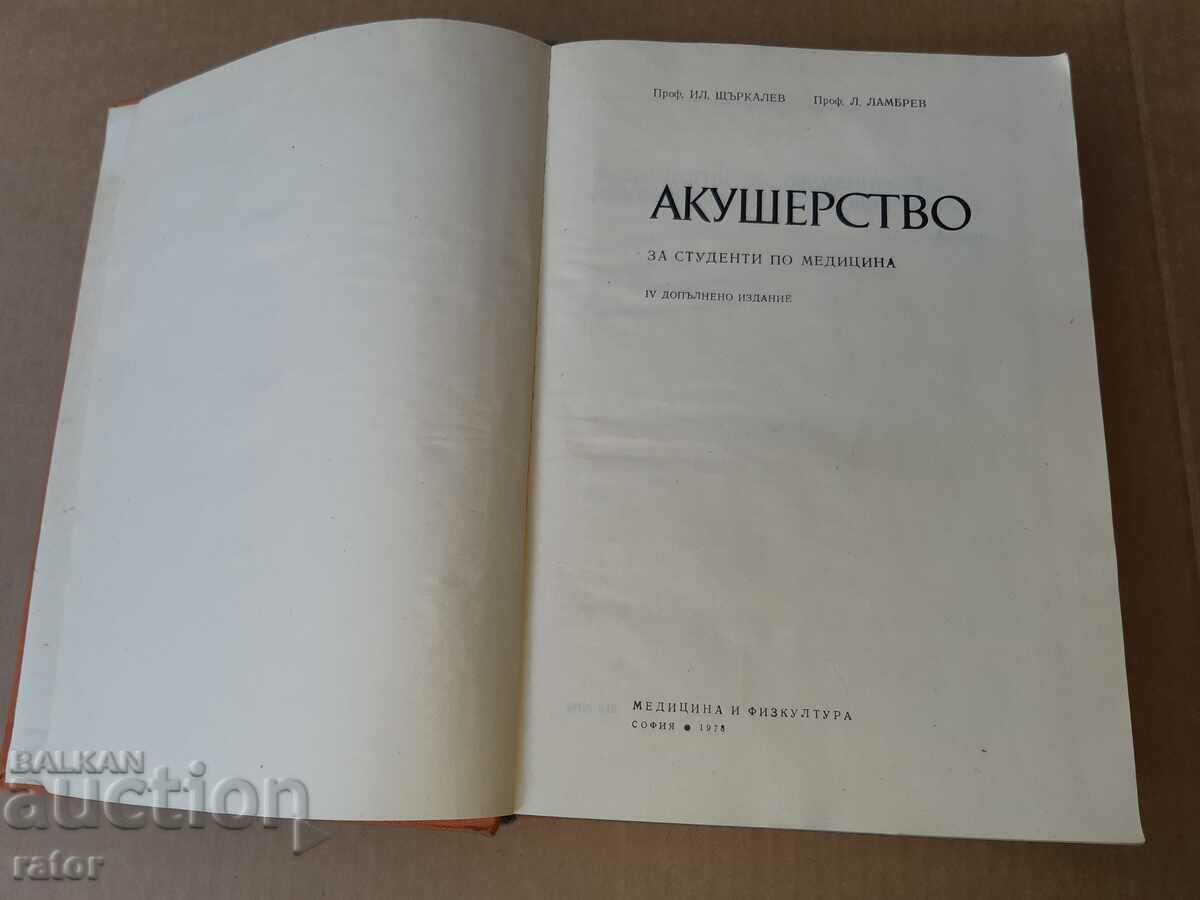 Проф. ИЛ. ЩЪРКАЛЕВ Проф. Л. ЛАМБРЕВ
АКУШЕРСТВО
ЗА СТУДЕНТИ ПО МЕДИЦИНА
IV ДОПЪЛНЕНО ИЗДАНИЕ
МЕДИЦИНА И ФИЗКУЛТУРА
СОФИЯ ● 1978
BALKAN
auction
rator